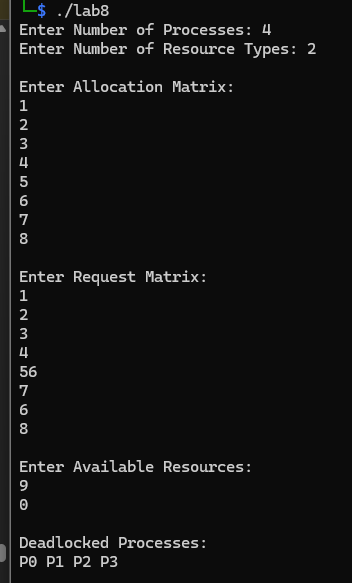 $ ./lab8
Enter Number of Processes: 4
Enter Number of Resource Types: 2
Enter Allocation Matrix:
1
2
3
4
5
6
7
8
Enter Request Matrix:
1
2
3
4
56
7
6
8
Enter Available Resources:
9
0
Deadlocked Processes:
P0 P1 P2 P3